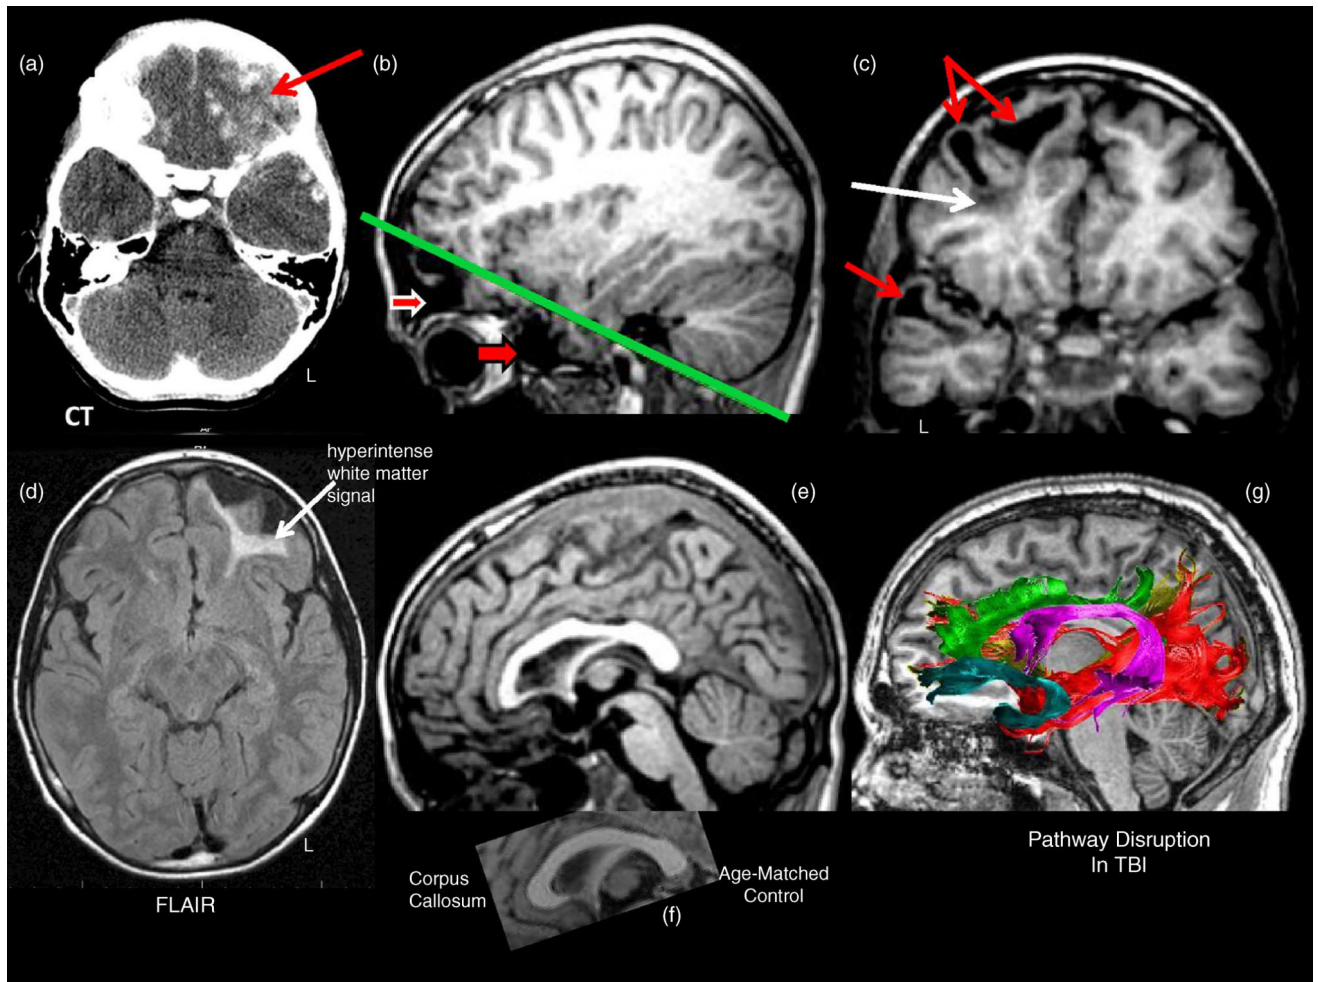 (a)
(b)
(c)
L
CT
L
(d)
hyperintense
white matter
signal
(e)
(g)
L
FLAIR
Corpus
Callosum
Age-Matched
Control
(f)
Pathway Disruption
In TBI